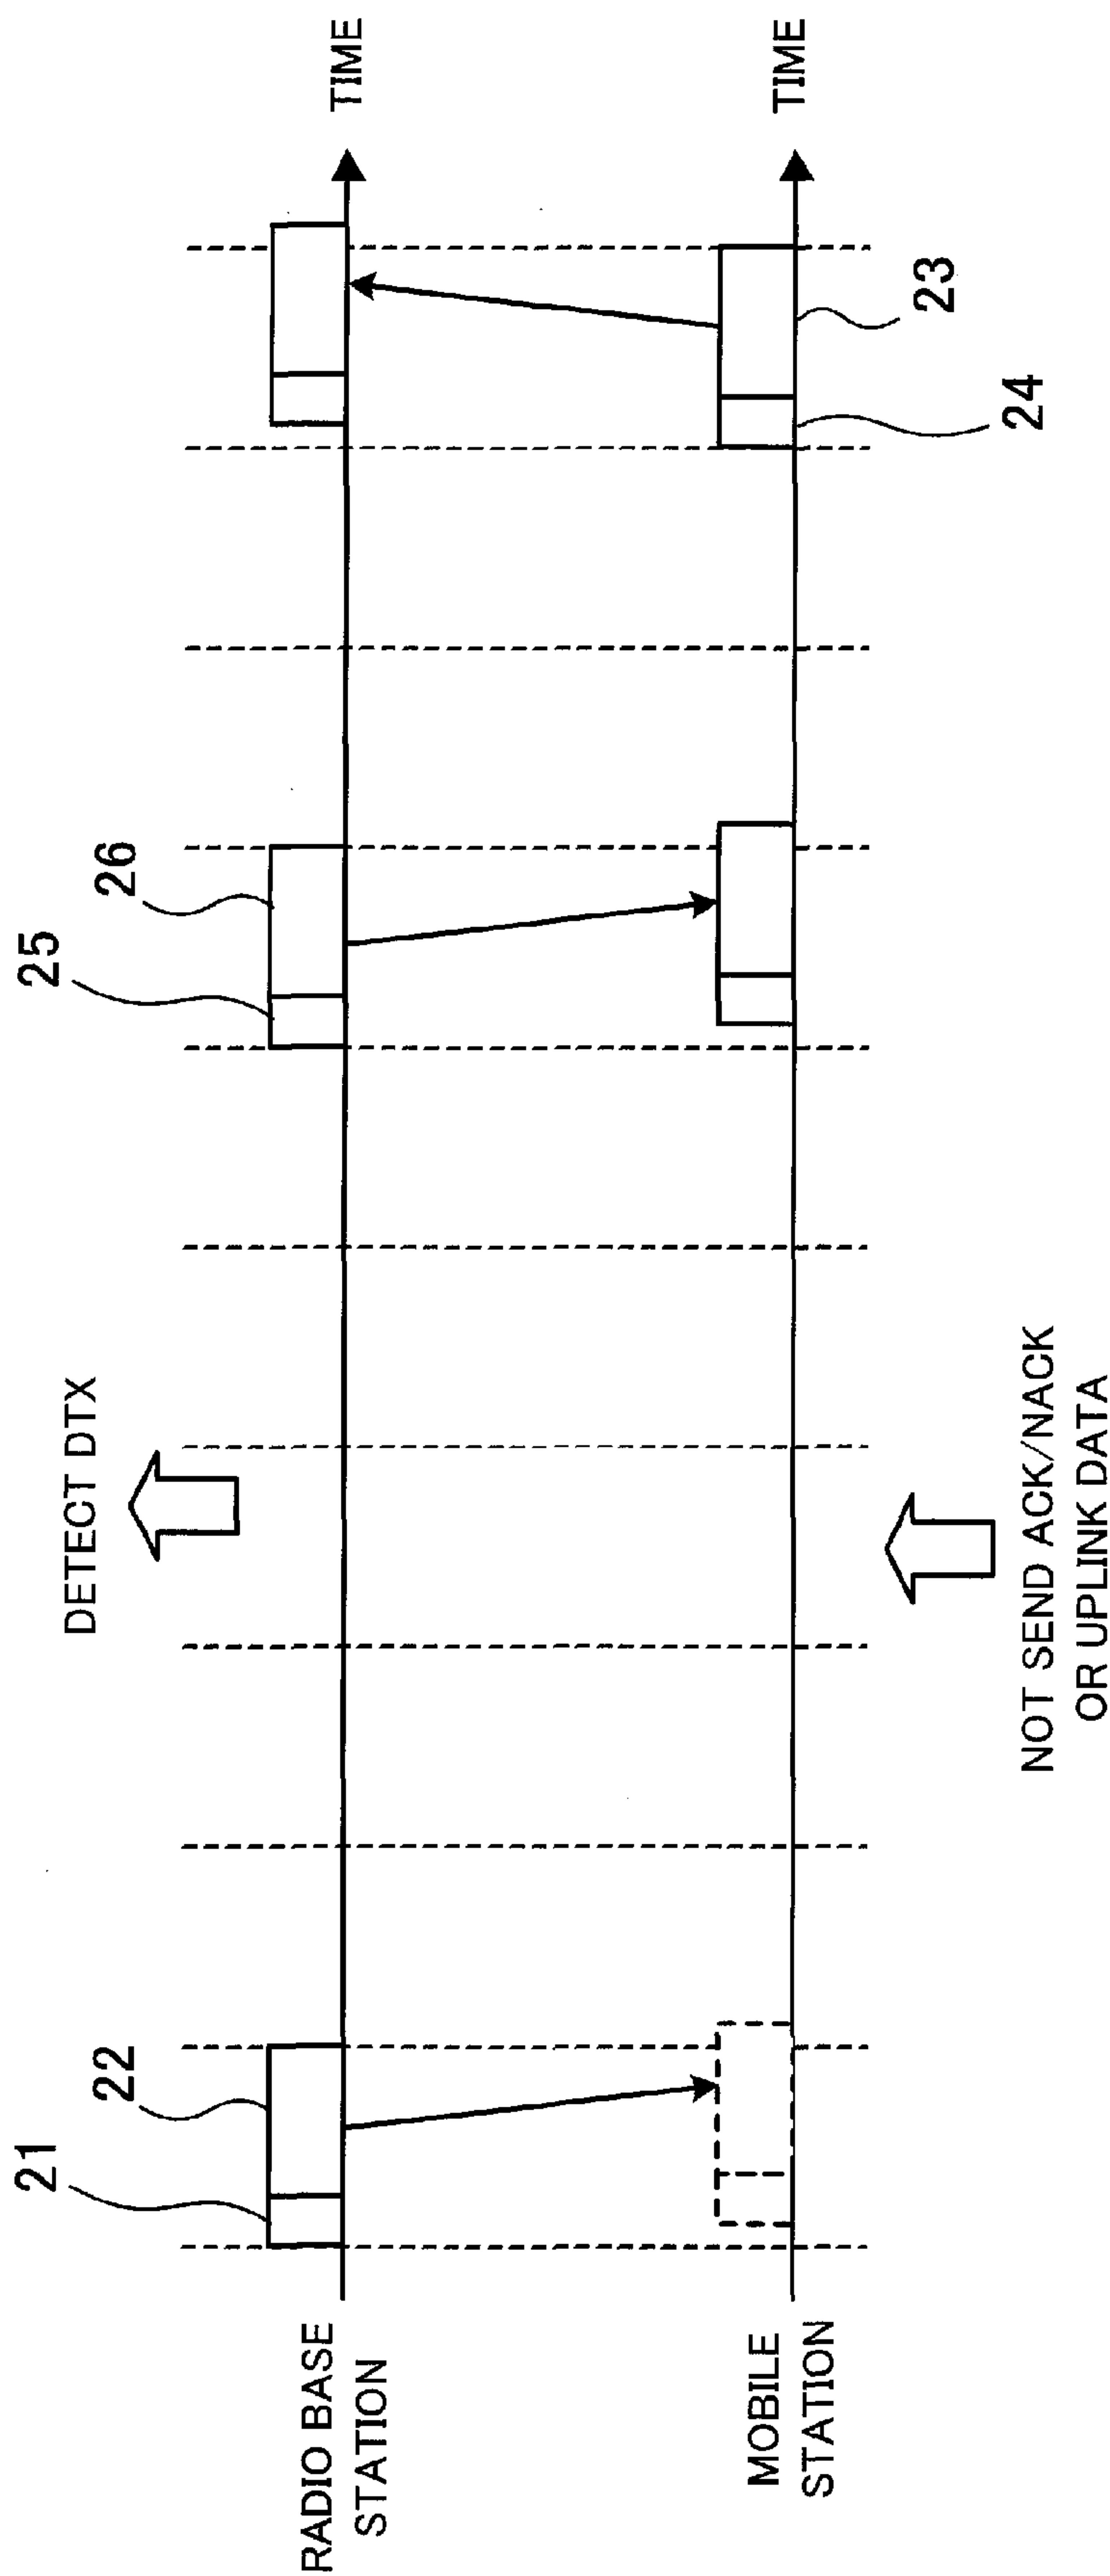 DETECT DTX
21
22
25
26
RADIO BASE
STATION
TIME
MOBILE
STATION
TIME
24
23
NOT SEND ACK/NACK
OR UPLINK DATA